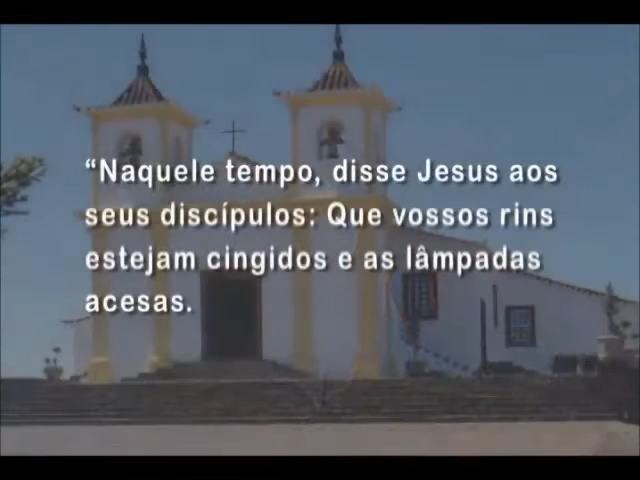 “Naquele tempo, disse Jesus aos
seus discípulos: Que vossos rins
estejam cingidos e as lâmpadas
acesas.